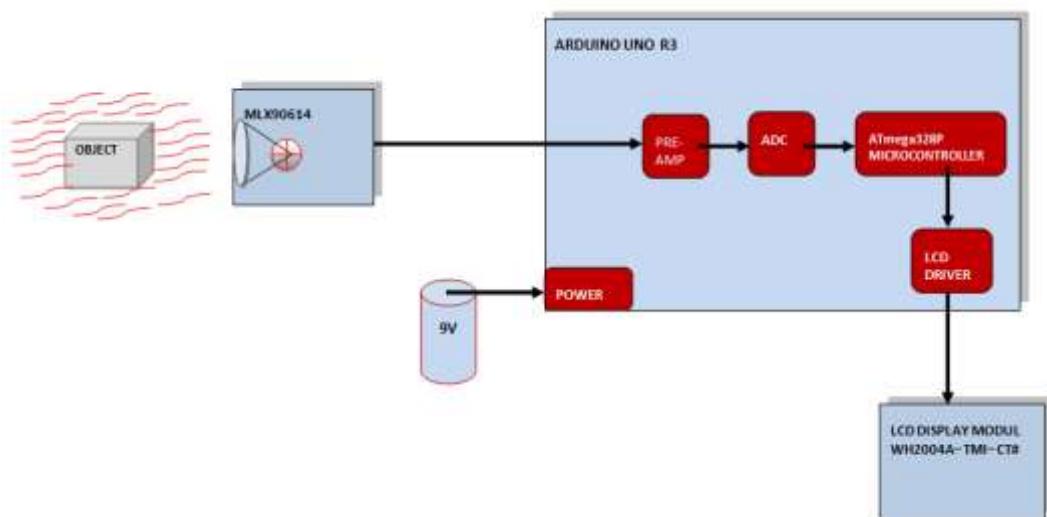 ARDUINO UNO R3
MLX90614
OBJECT
PRE-
AMP
ADC
ATmega328P
MICROCONTROLLER
LCD
DRIVER
POWER
9V
LCD DISPLAY MODUL
WH2004A-TMI-CT#